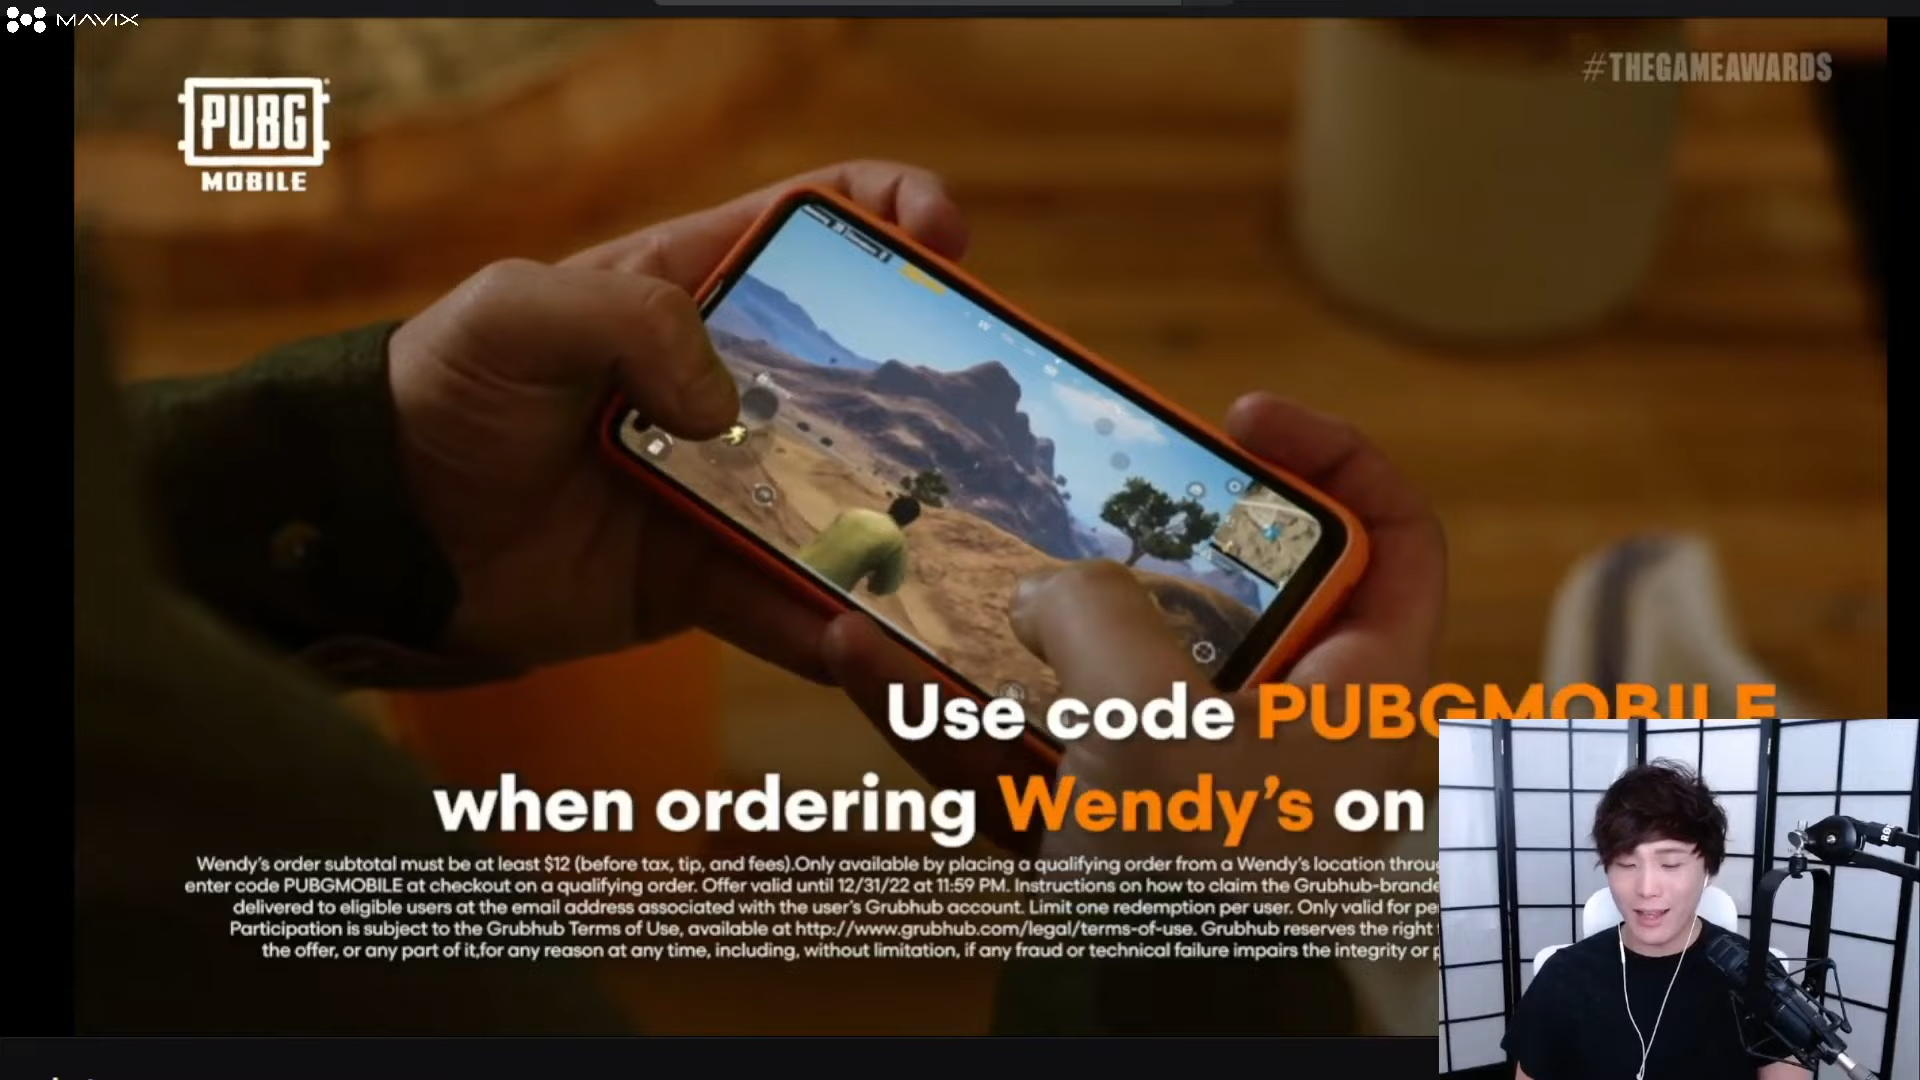 MAVIX
#THEGAMEAWARDS
PUBG
MOBILE
Use code PUBGMOBILE
when ordering Wendy's on
Wendy's order subtotal must be at least $12 (before tax, tip, and fees).Only available by placing a qualifying order from a Wendy's location
enter code PUBGMOBILE at checkout on a qualifying order. Offer valid until 12/31/22 at 11:59 PM. Instructions on how to claim the
delivered to eligible users at the email address associated with the user's Grubhub account. Limit one redemption per user. Only valid for
Participation is subject to the Grubhub Terms of Use, available at http://www.grubhub.com/legal/terms-of-use. Grubhub reserves the right
the offer, or any part of it,for any reason at any time, including, without limitation, if any fraud or technical failure impairs the integrity or